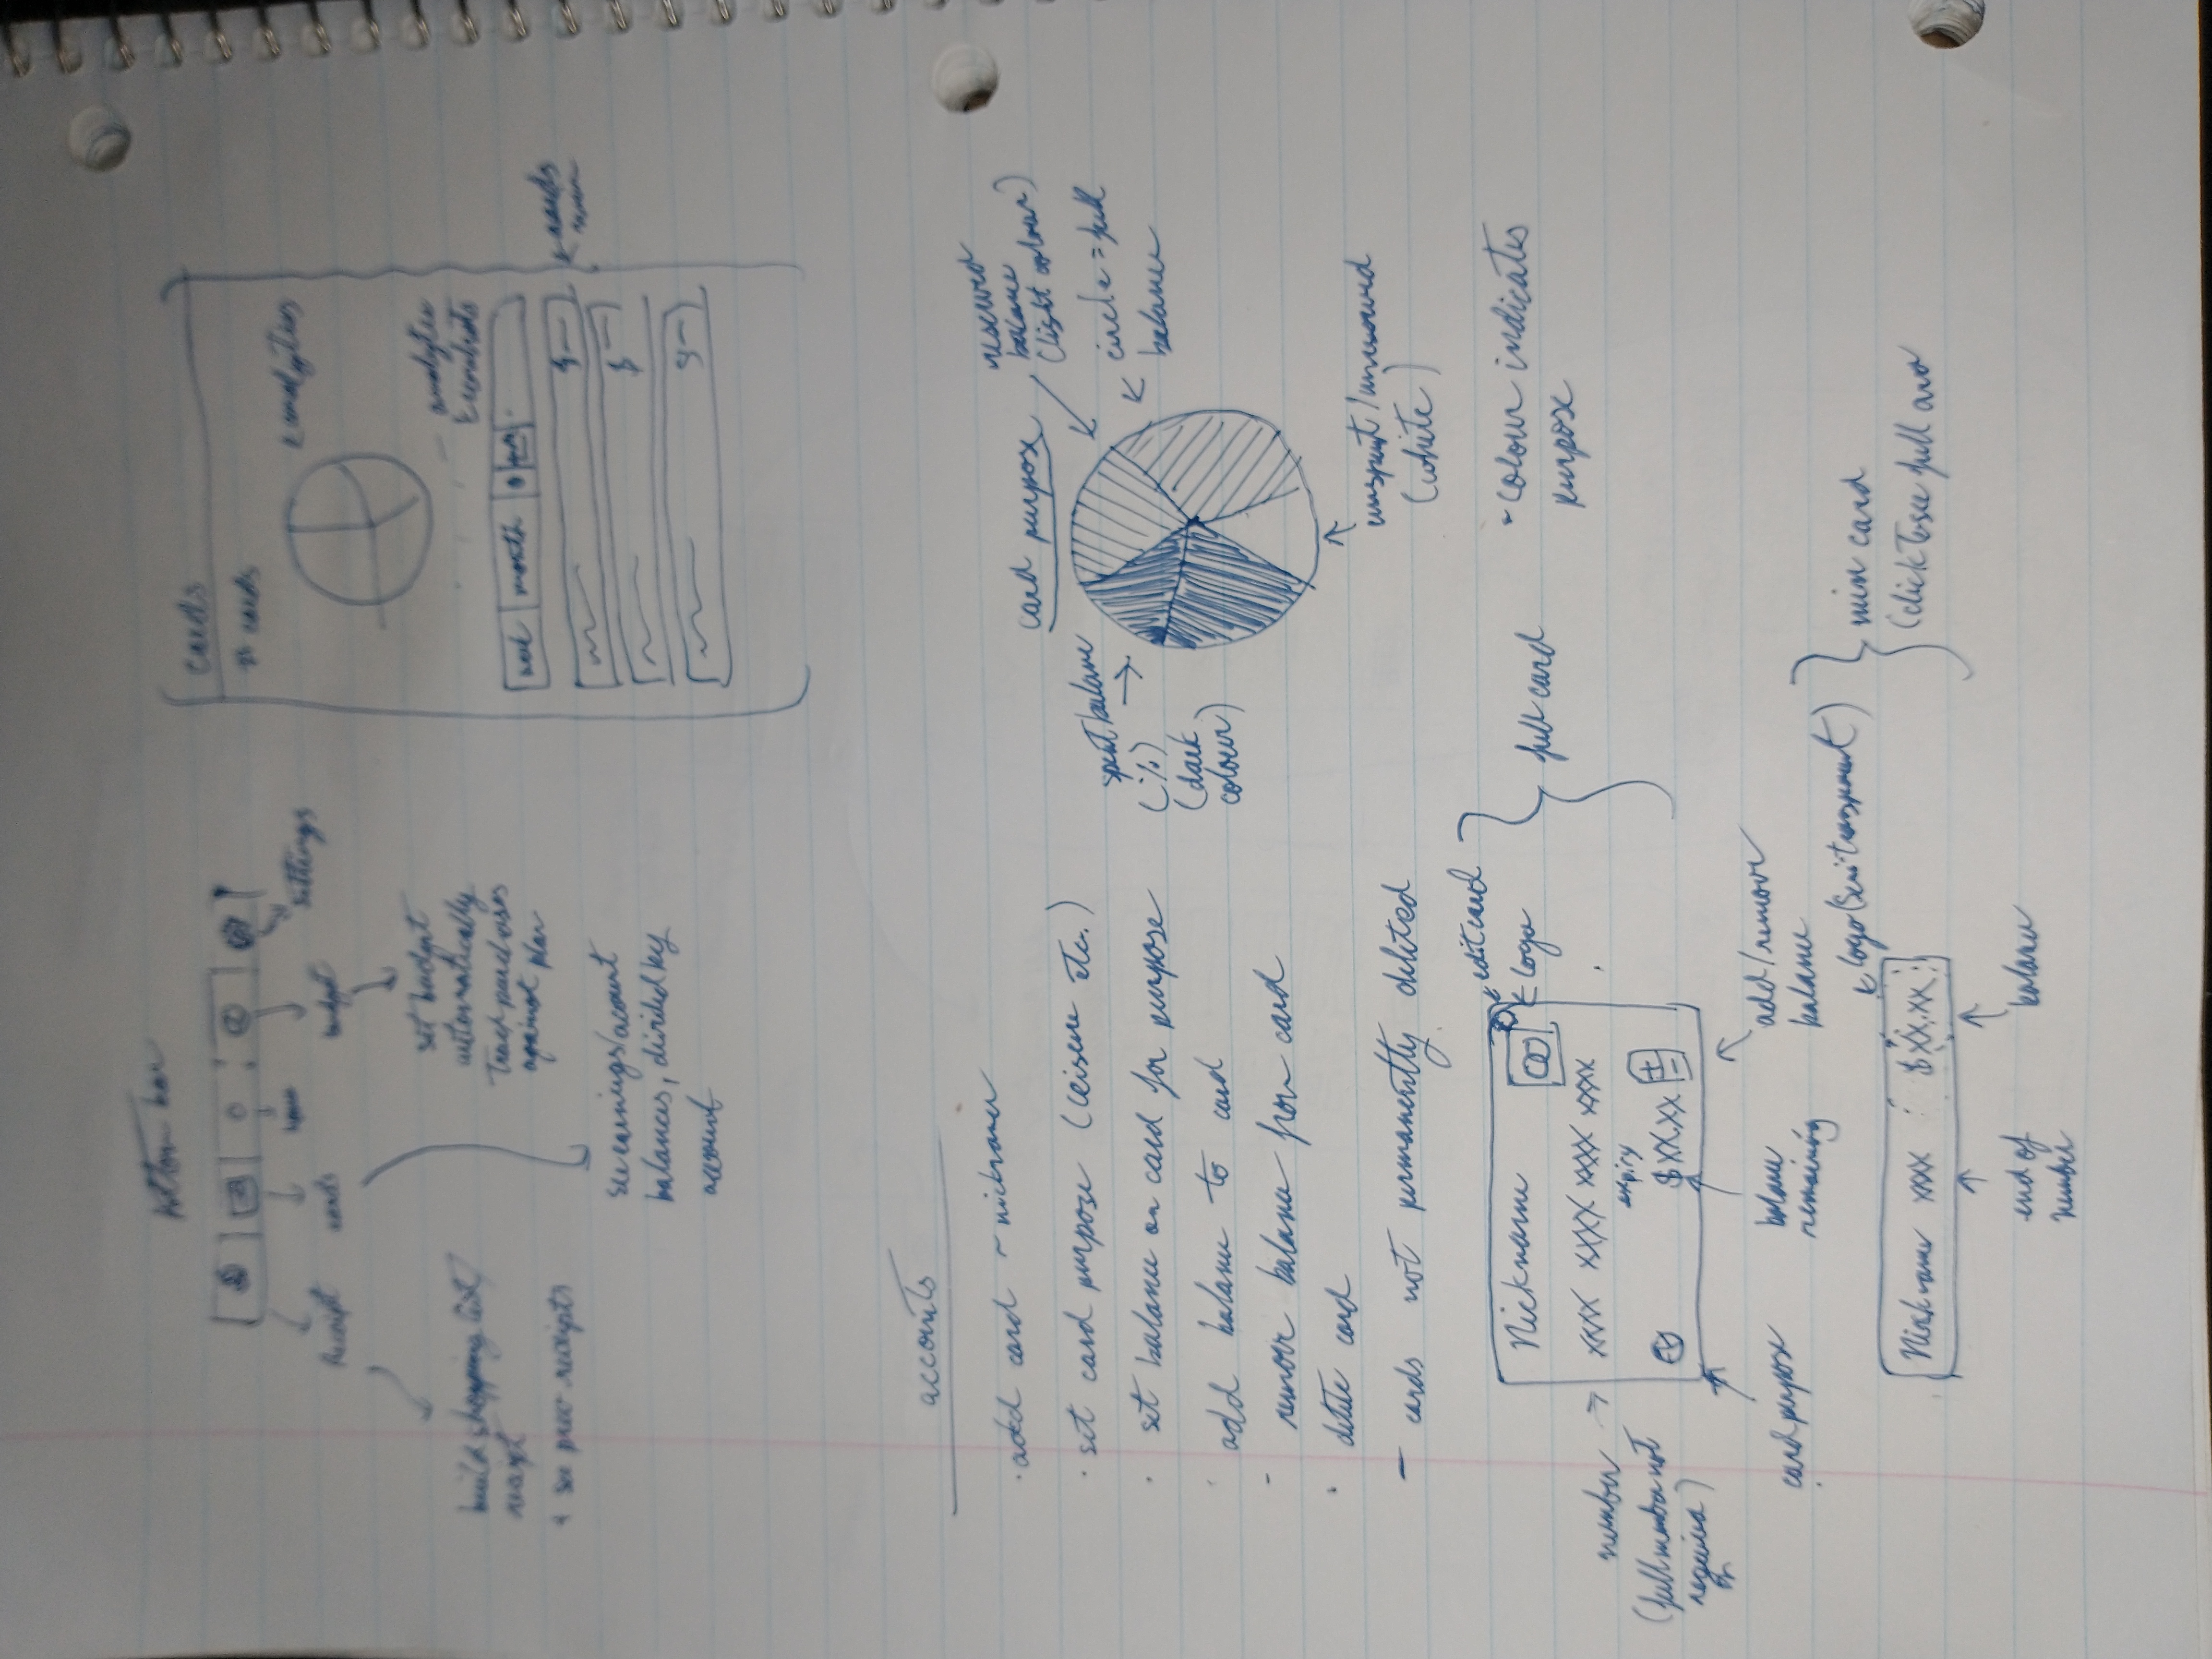 bottom bar
Receipt
cards
home
budget
settings
build shopping list/
receipt
+ see prev receipts
see earnings/acount
balances, divided by
account
set budget
automatically
track purchases
against plan
cards
# cards
analytics
analytics
week month
$
$
$
cards
accounts
· add card ~ nickname
· set card purpose (leisure etc.)
· set balance on card for purpose
· add balance to card
- remove balance from card
· delete card
- cards not permanently deleted
card purpose
reserved
balance
(light colour)
circle = full
balance
spent balance
(%)
(dark
colour)
unspent/unreserved
(white)
- colour indicates
purpose
Nickname
edit card
logo
full card
xxxx xxxx xxxx xxxx
number
(full number not
required)
expiry
$XX.XX
+
-
card purpose
balance
remaining
add/remove
balance
logo (semi-transparent)
Nickname xxxx $XX.XX
mini card
(click to see full
end of
number
balance